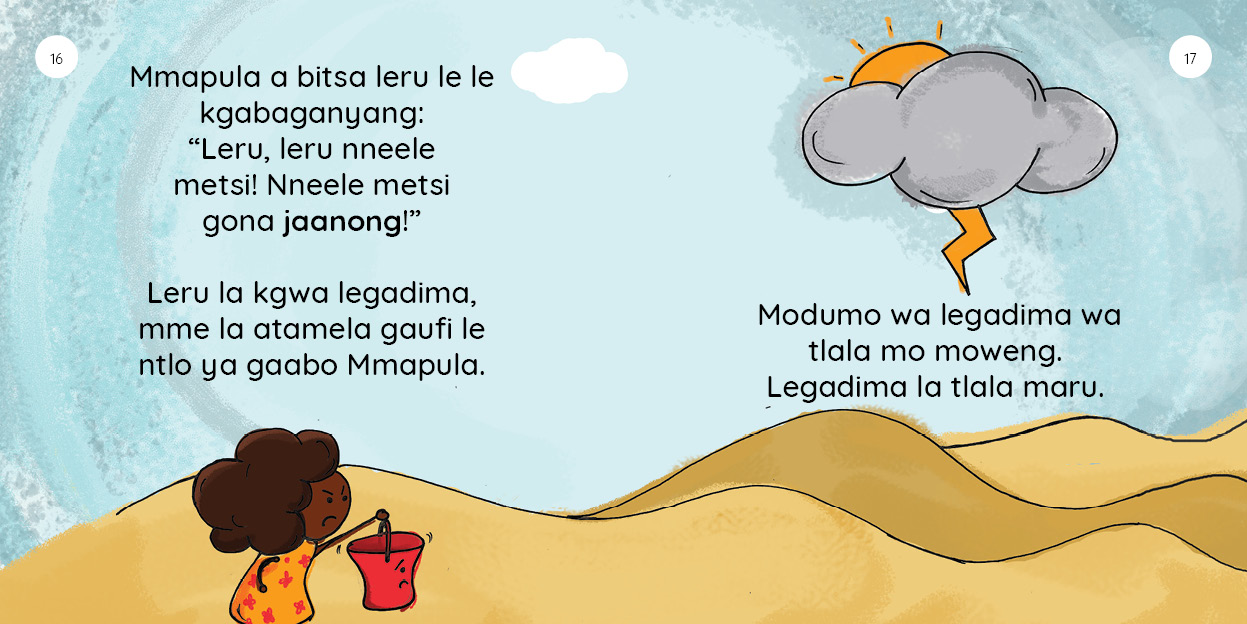 16
Mmapula a bitsa leru le le
kgabaganyang:
“Leru, leru nneele
metsi! Nneele metsi
gona jaanong!”
Leru la kgwa legadima,
mme la atamela gaufi le
ntlo ya gaabo Mmapula.
17
Modumo wa legadima wa
tlala mo moweng.
Legadima la tlala maru.